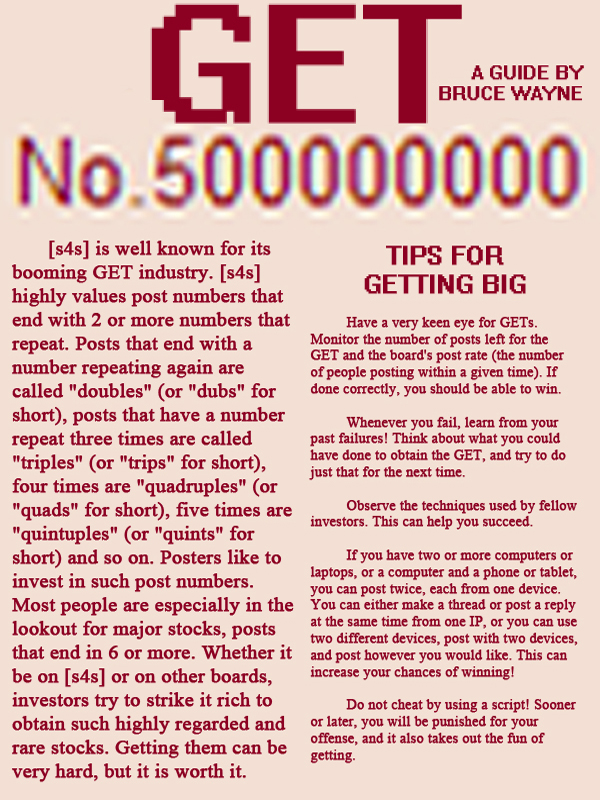 GET
A GUIDE BY
BRUCE WAYNE
No.500000000
[s4s] is well known for its
booming GET industry. [s4s]
highly values post numbers that
end with 2 or more numbers that
repeat. Posts that end with a
number repeating again are
called "doubles" (or "dubs" for
short), posts that have a number
repeat three times are called
"triples" (or "trips" for short),
four times are "quadruples" (or
"quads" for short), five times are
"quintuples" (or "quints" for
short) and so on. Posters like to
invest in such post numbers.
Most people are especially in the
lookout for major stocks, posts
that end in 6 or more. Whether it
be on [s4s] or on other boards,
investors try to strike it rich to
obtain such highly regarded and
rare stocks. Getting them can be
very hard, but it is worth it.
TIPS FOR
GETTING BIG
Have a very keen eye for GETs.
Monitor the number of posts left for the
GET and the board's post rate (the number
of people posting within a given time). If
done correctly, you should be able to win.
Whenever you fail, learn from your
past failures! Think about what you could
have done to obtain the GET, and try to do
just that for the next time.
Observe the techniques used by fellow
investors. This can help you succeed.
If you have two or more computers or
laptops, or a computer and a phone or tablet,
you can post twice, each from one device.
You can either make a thread or post a reply
at the same time from one IP, or you can use
two different devices, post with two devices,
and post however you would like. This can
increase your chances of winning!
Do not cheat by using a script! Sooner
or later, you will be punished for your
offense, and it also takes out the fun of
getting.